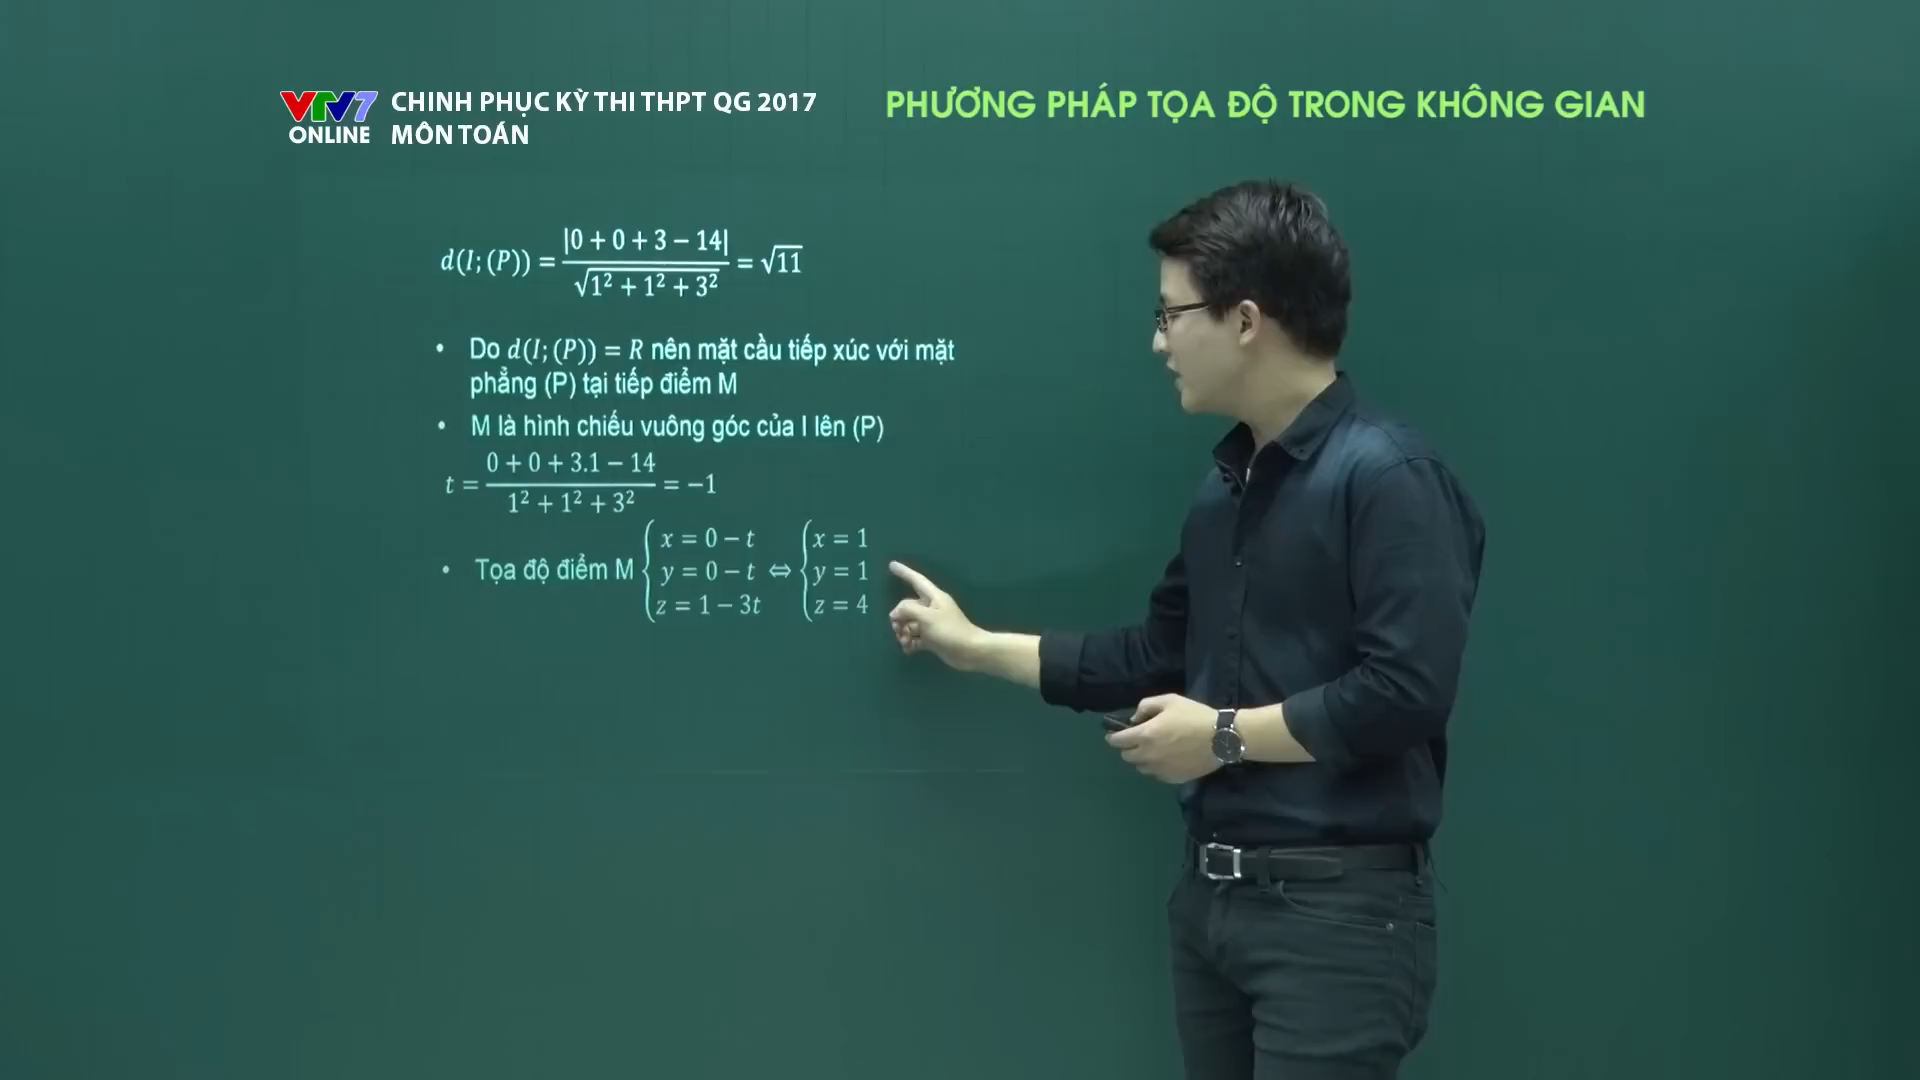 VTV7
ONLINE
CHINH PHỤC KỲ THI THPT QG 2017
MÔN TOÁN
PHƯƠNG PHÁP TỌA ĐỘ TRONG KHÔNG GIAN
d(I; (P)) = |0 + 0 + 3 − 14| / √(1² + 1² + 3²) = √11
• Do d(I; (P)) = R nên mặt cầu tiếp xúc với mặt
phẳng (P) tại tiếp điểm M
• M là hình chiếu vuông góc của I lên (P)
t = (0 + 0 + 3.1 − 14) / (1² + 1² + 3²) = −1
• Tọa độ điểm M { x = 0 − t ; y = 0 − t ; z = 1 − 3t ⇔ { x = 1 ; y = 1 ; z = 4